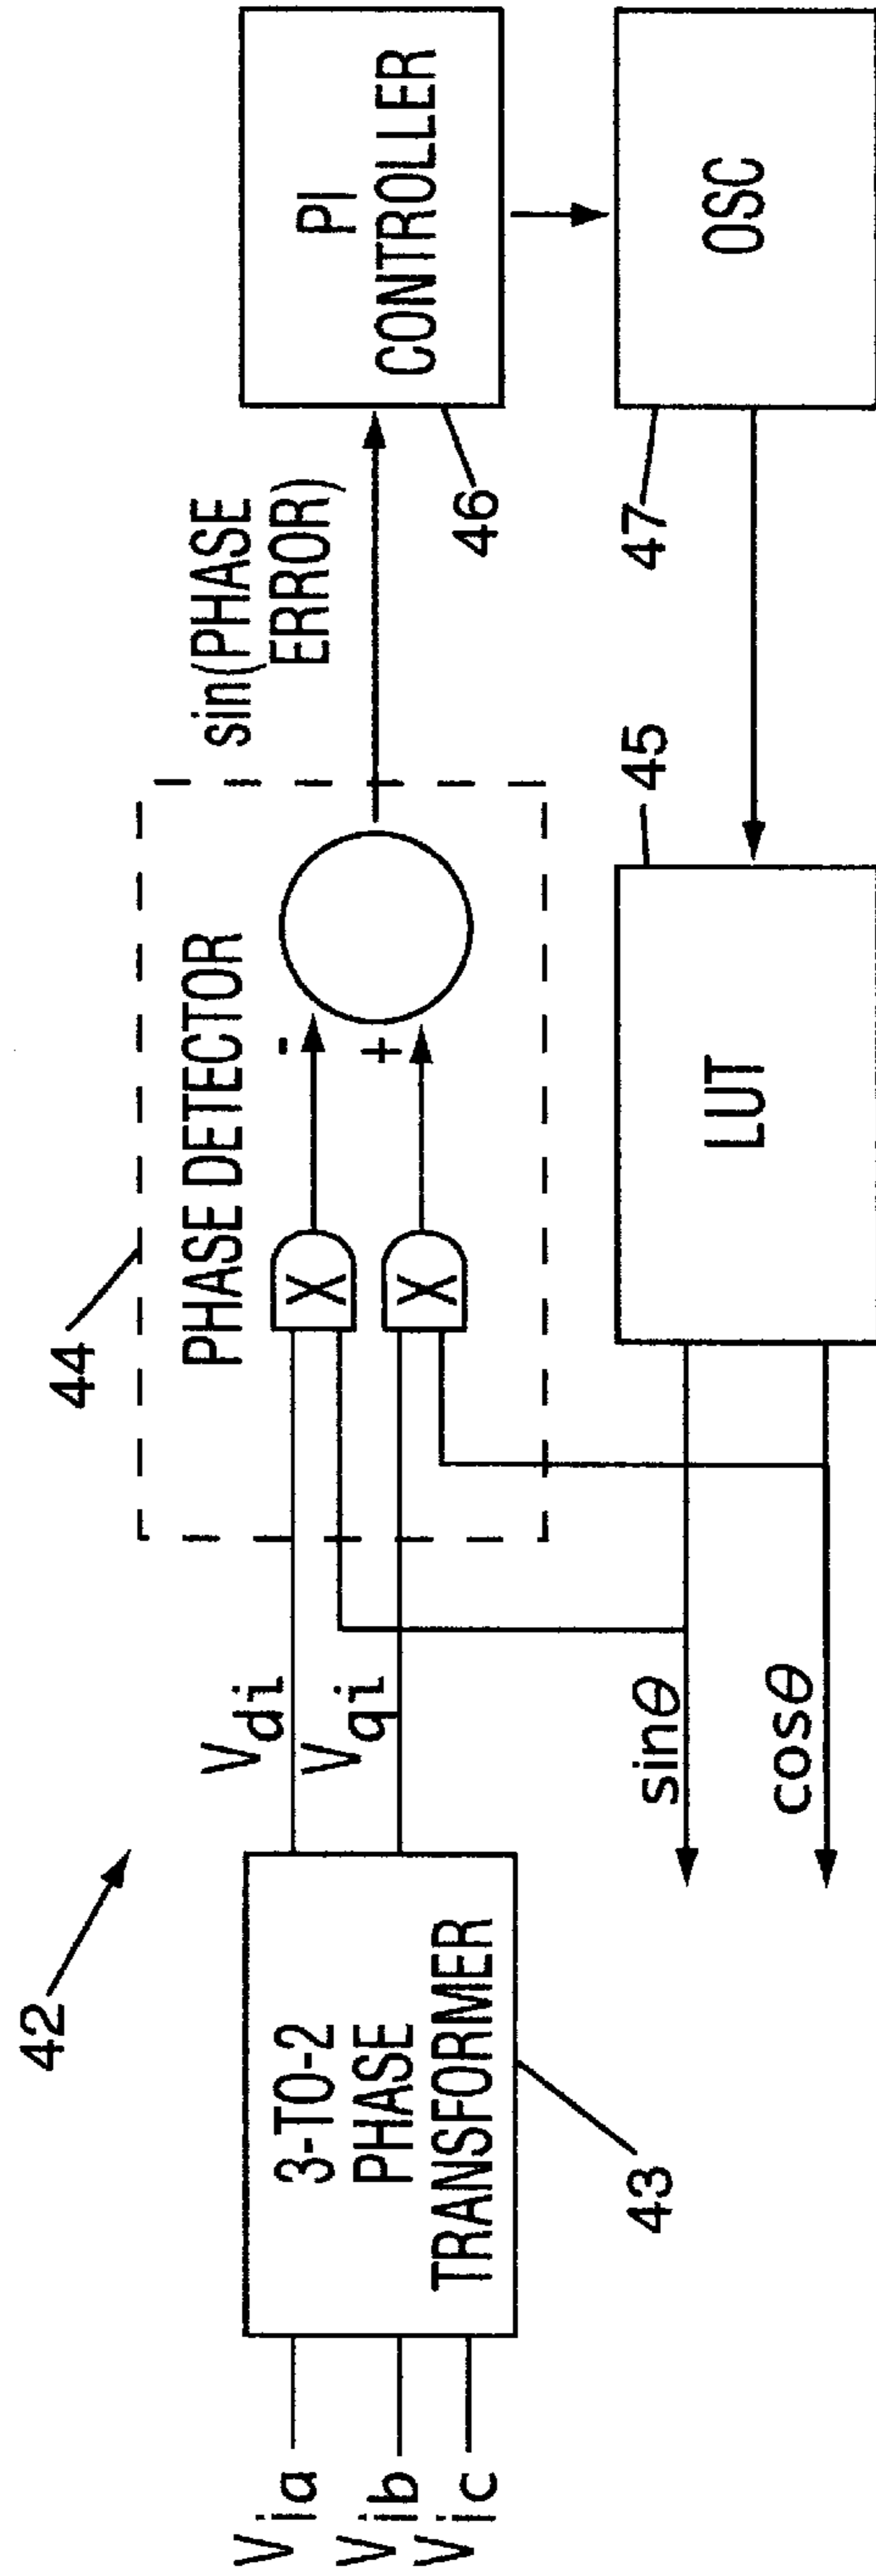 42
V_ia
V_ib
V_ic
3-TO-2
PHASE
TRANSFORMER
43
V_di
V_qi
44
PHASE DETECTOR
X
X
-
+
sin(PHASE
ERROR)
PI
CONTROLLER
46
OSC
47
LUT
45
sinθ
cosθ